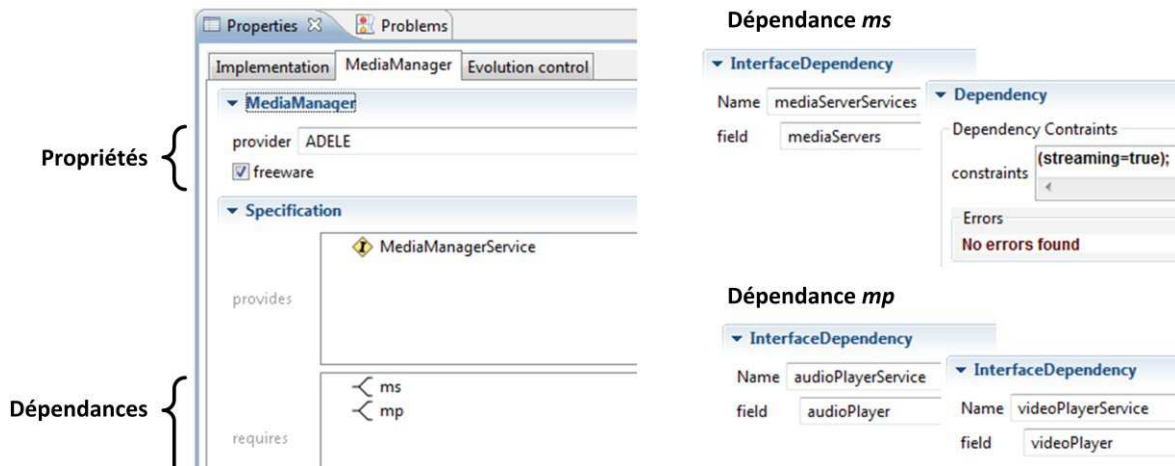 Properties Problems
Implementation MediaManager Evolution control
MediaManager
Propriétés
provider ADELE
freeware
Specification
MediaManagerService
provides
Dépendances
ms
mp
requires
Dépendance ms
InterfaceDependency
Name mediaServerServices
field mediaServers
Dependency
Dependency Contraints
constraints (streaming=true);
Errors
No errors found
Dépendance mp
InterfaceDependency
Name audioPlayerService
field audioPlayer
InterfaceDependency
Name videoPlayerService
field videoPlayer